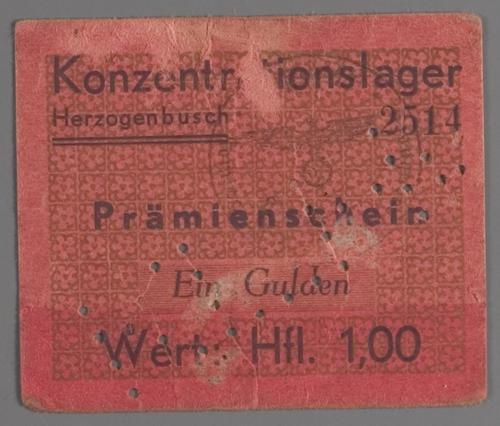 Konzentrationslager
Herzogenbusch
2514
Prämienschein
Ein Gulden
Wert: Hfl. 1,00